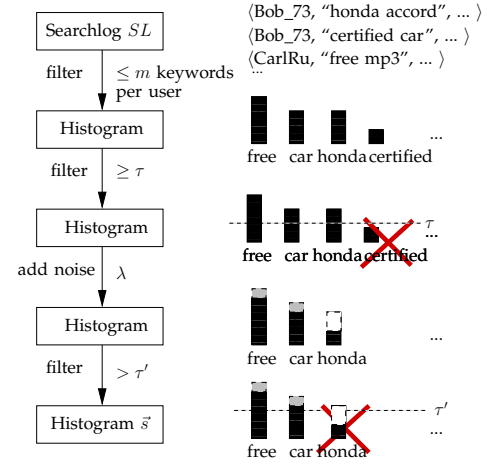 Searchlog SL
⟨Bob_73, “honda accord”, ... ⟩
⟨Bob_73, “certified car”, ... ⟩
⟨CarlRu, “free mp3”, ... ⟩
...
filter ≤ m keywords
per user
Histogram
...
free car honda certified
filter ≥ τ
Histogram
τ
...
free car honda certified
add noise λ
Histogram
...
free car honda
filter > τ′
Histogram s⃗
τ′
...
free car honda